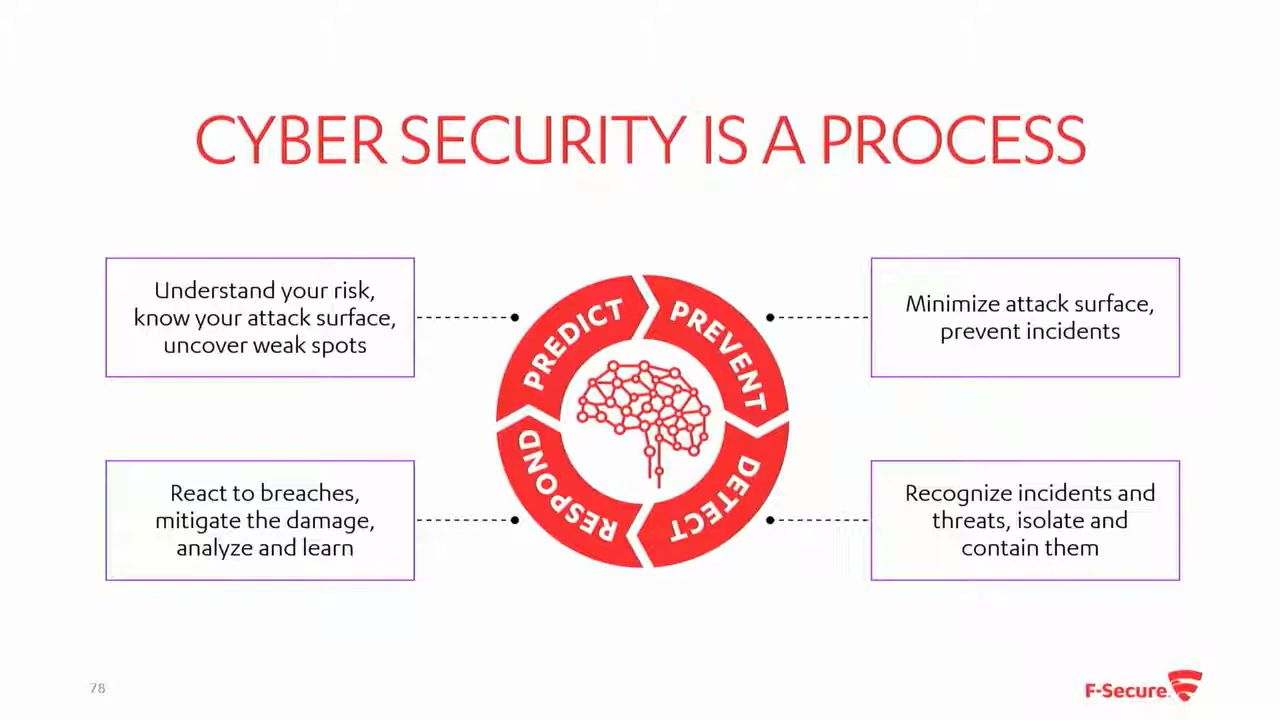 CYBER SECURITY IS A PROCESS
Understand your risk,
know your attack surface,
uncover weak spots
Minimize attack surface,
prevent incidents
PREDICT
PREVENT
RESPOND
DETECT
React to breaches,
mitigate the damage,
analyze and learn
Recognize incidents and
threats, isolate and
contain them
78
F-Secure.